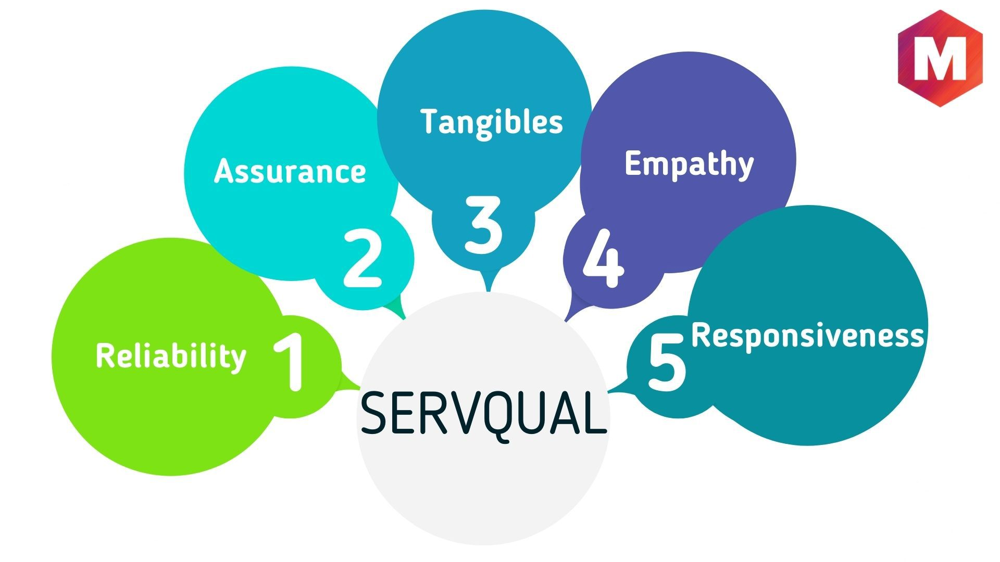 M
Tangibles
3
Empathy
4
Assurance
2
Reliability
1
Responsiveness
5
SERVQUAL